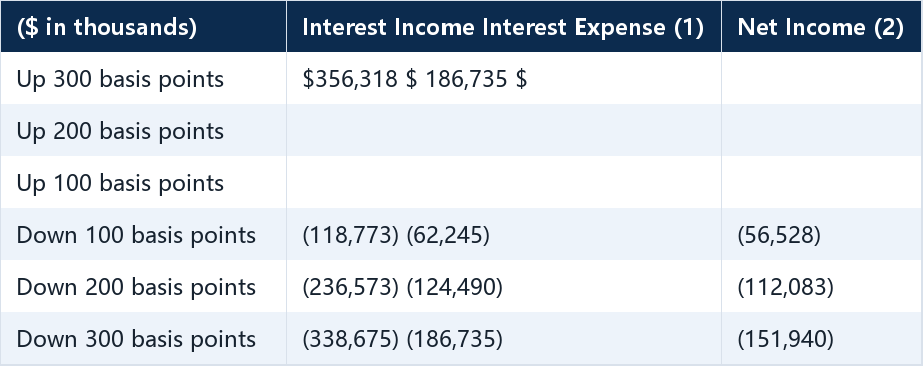 ($ in thousands) Interest Income Interest Expense (1) Net Income (2)
Up 300 basis points $356,318 $ 186,735 $
Up 200 basis points
Up 100 basis points
Down 100 basis points (118,773) (62,245) (56,528)
Down 200 basis points (236,573) (124,490) (112,083)
Down 300 basis points (338,675) (186,735) (151,940)